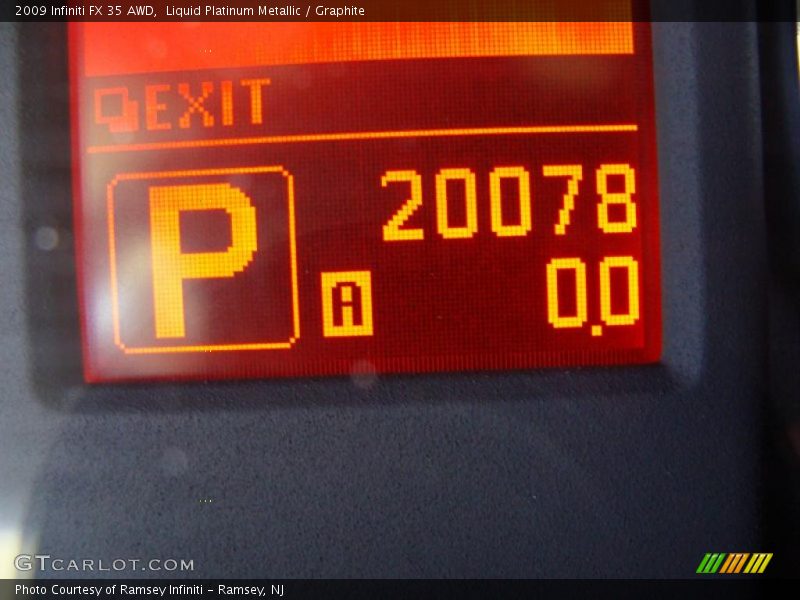 2009 Infiniti FX 35 AWD,  Liquid Platinum Metallic / Graphite
EXIT
P 20078
A 0.0
GTCARLOT.COM
Photo Courtesy of Ramsey Infiniti – Ramsey, NJ